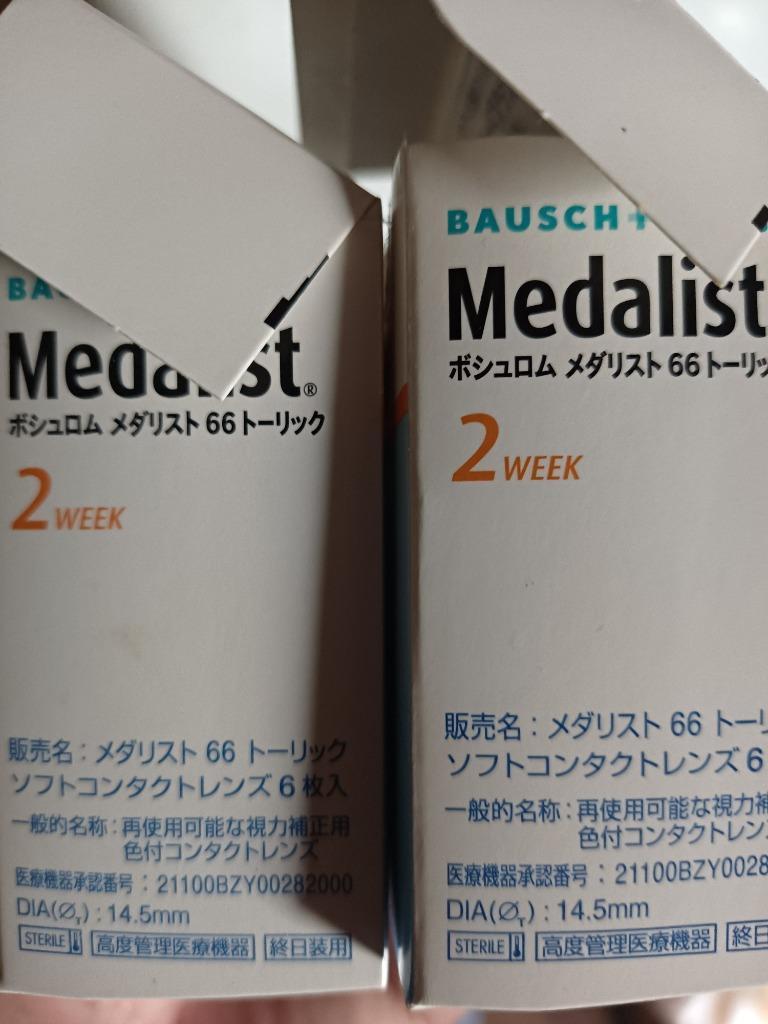 BA
Medalist®
ボシュロム メダリスト 66 トーリック
2 WEEK
販売名：メダリスト 66 トーリック
ソフトコンタクトレンズ 6 枚入
一般的名称：再使用可能な視力補正用
色付コンタクトレンズ
医療機器承認番号：21100BZY00282000
DIA(∅T)：14.5mm
STERILE 高度管理医療機器 終日装用
BAUSCH+
Medalist
ボシュロム メダリスト 66 トーリッ
2 WEEK
販売名：メダリスト 66 トー
ソフトコンタクトレンズ 6
一般的名称：再使用可能な視力補
色付コンタクトレン
医療機器承認番号：21100BZY0028
DIA(∅T)：14.5mm
STERILE 高度管理医療機器 終日